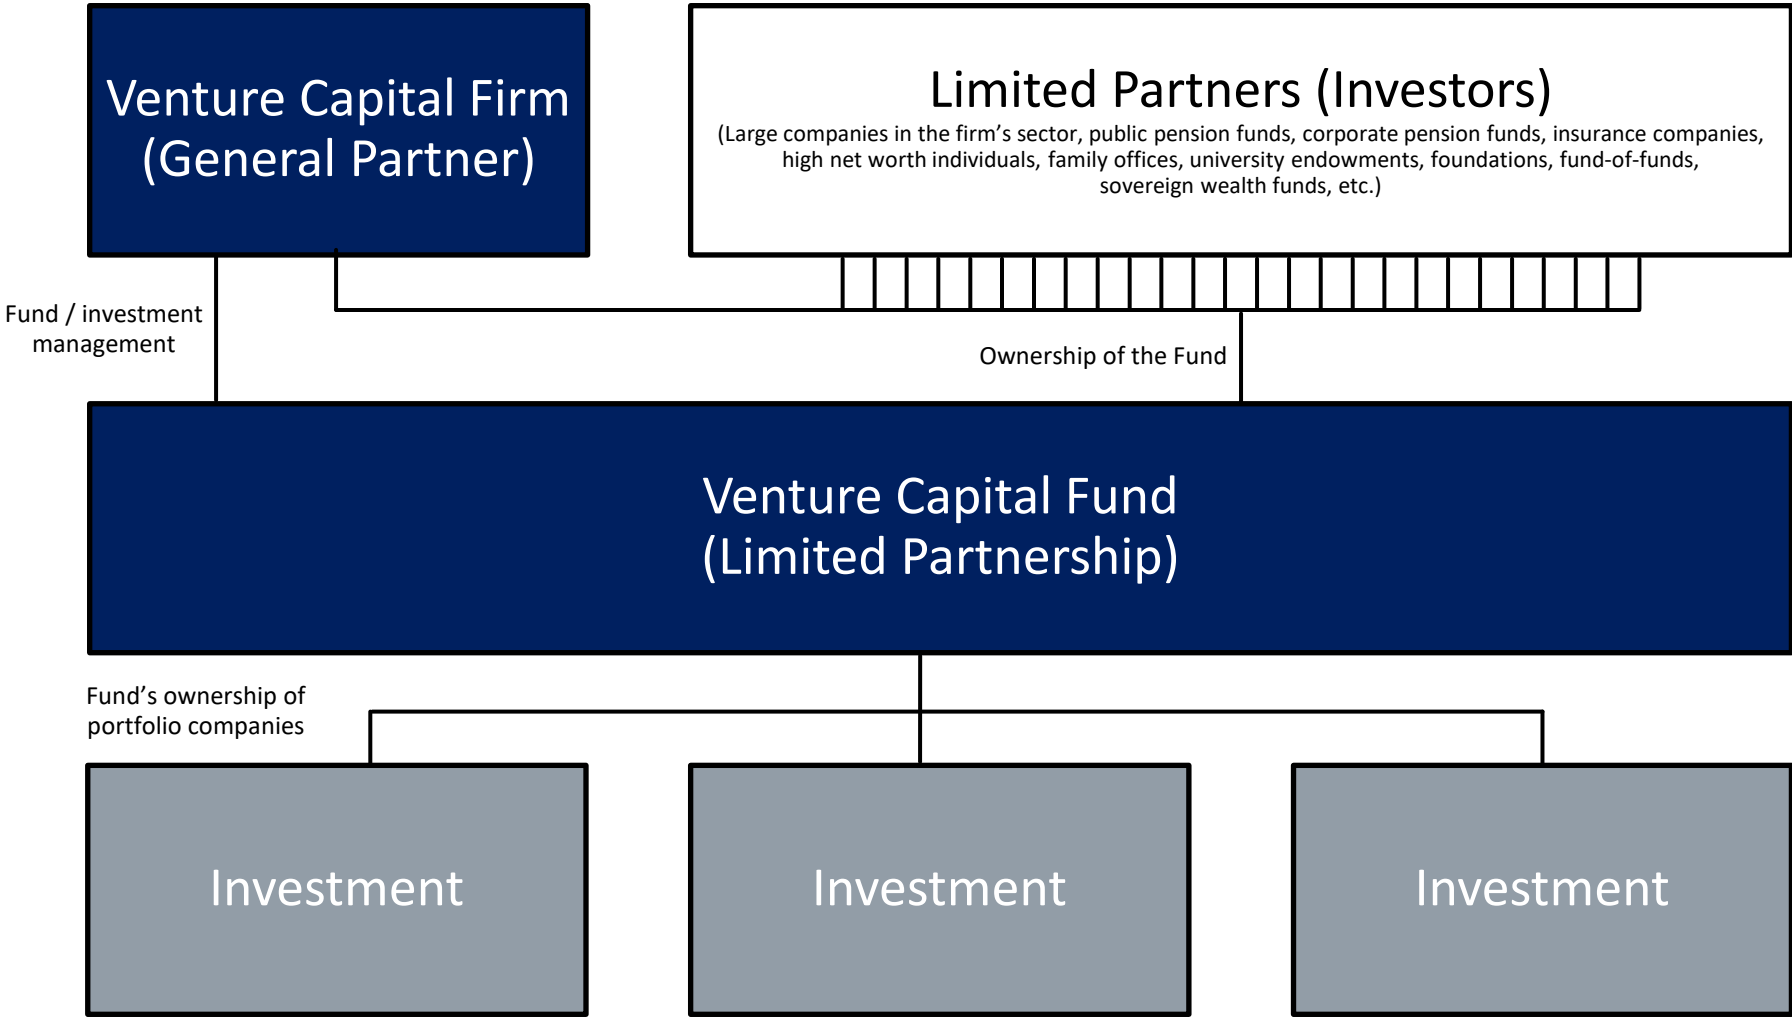 Venture Capital Firm
(General Partner)
Limited Partners (Investors)
(Large companies in the firm’s sector, public pension funds, corporate pension funds, insurance companies,
high net worth individuals, family offices, university endowments, foundations, fund-of-funds,
sovereign wealth funds, etc.)
Fund / investment
management
Ownership of the Fund
Venture Capital Fund
(Limited Partnership)
Fund’s ownership of
portfolio companies
Investment
Investment
Investment